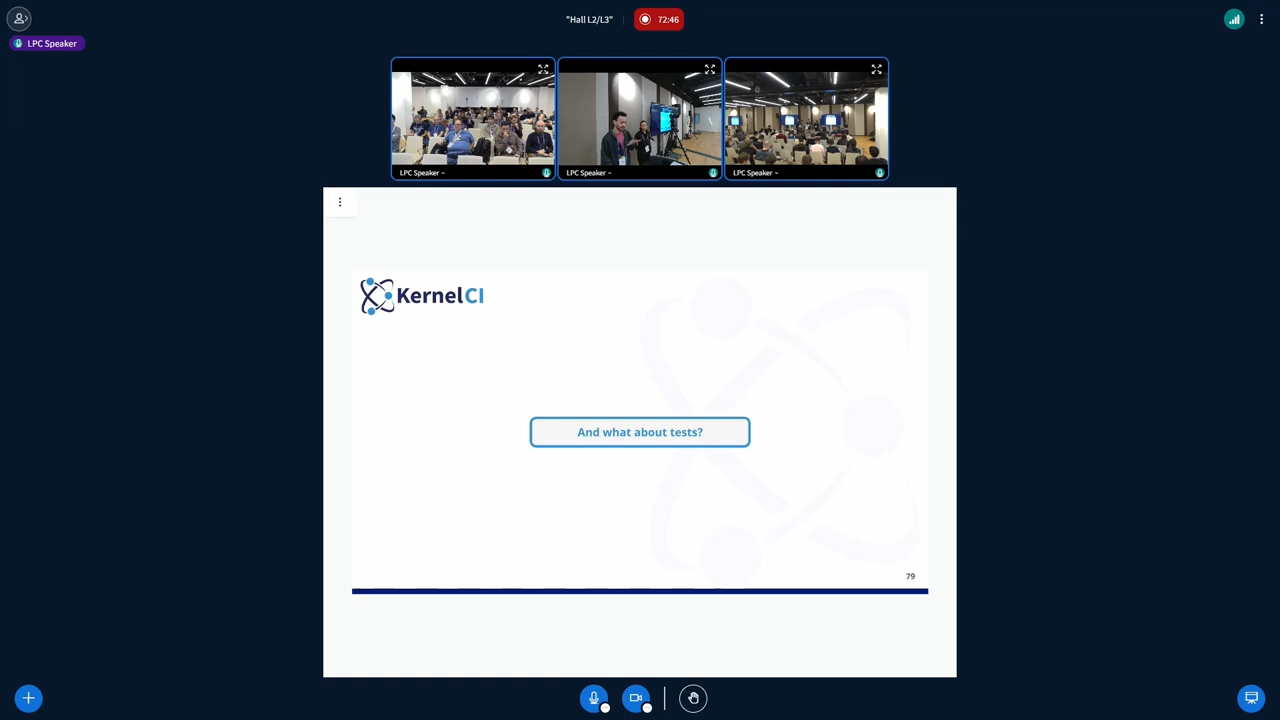 "Hall L2/L3"
72:46
LPC Speaker
LPC Speaker
LPC Speaker
LPC Speaker
KernelCI
And what about tests?
79